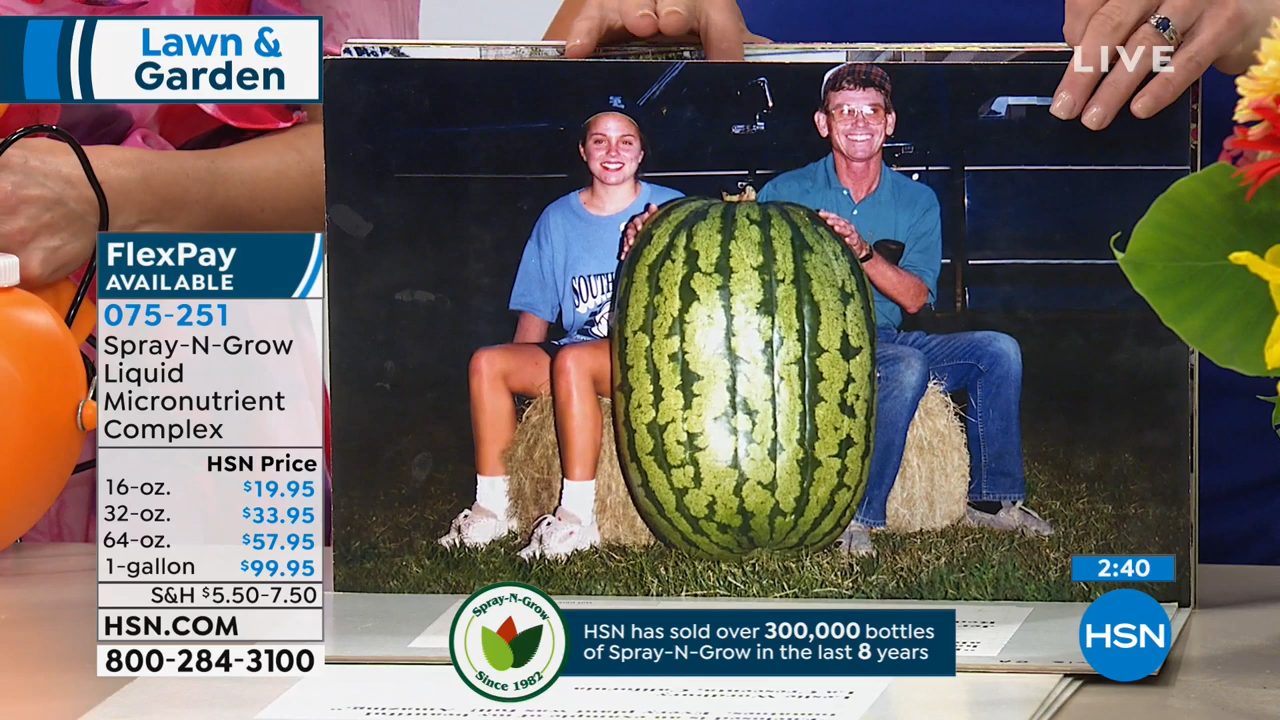 Lawn &
Garden
LIVE
FlexPay
AVAILABLE
075-251
Spray-N-Grow
Liquid
Micronutrient
Complex
HSN Price
16-oz. $19.95
32-oz. $33.95
64-oz. $57.95
1-gallon $99.95
S&H $5.50-7.50
HSN.COM
800-284-3100
SOUTH
Spray-N-Grow
Since 1982
HSN has sold over 300,000 bottles
of Spray-N-Grow in the last 8 years
2:40
HSN